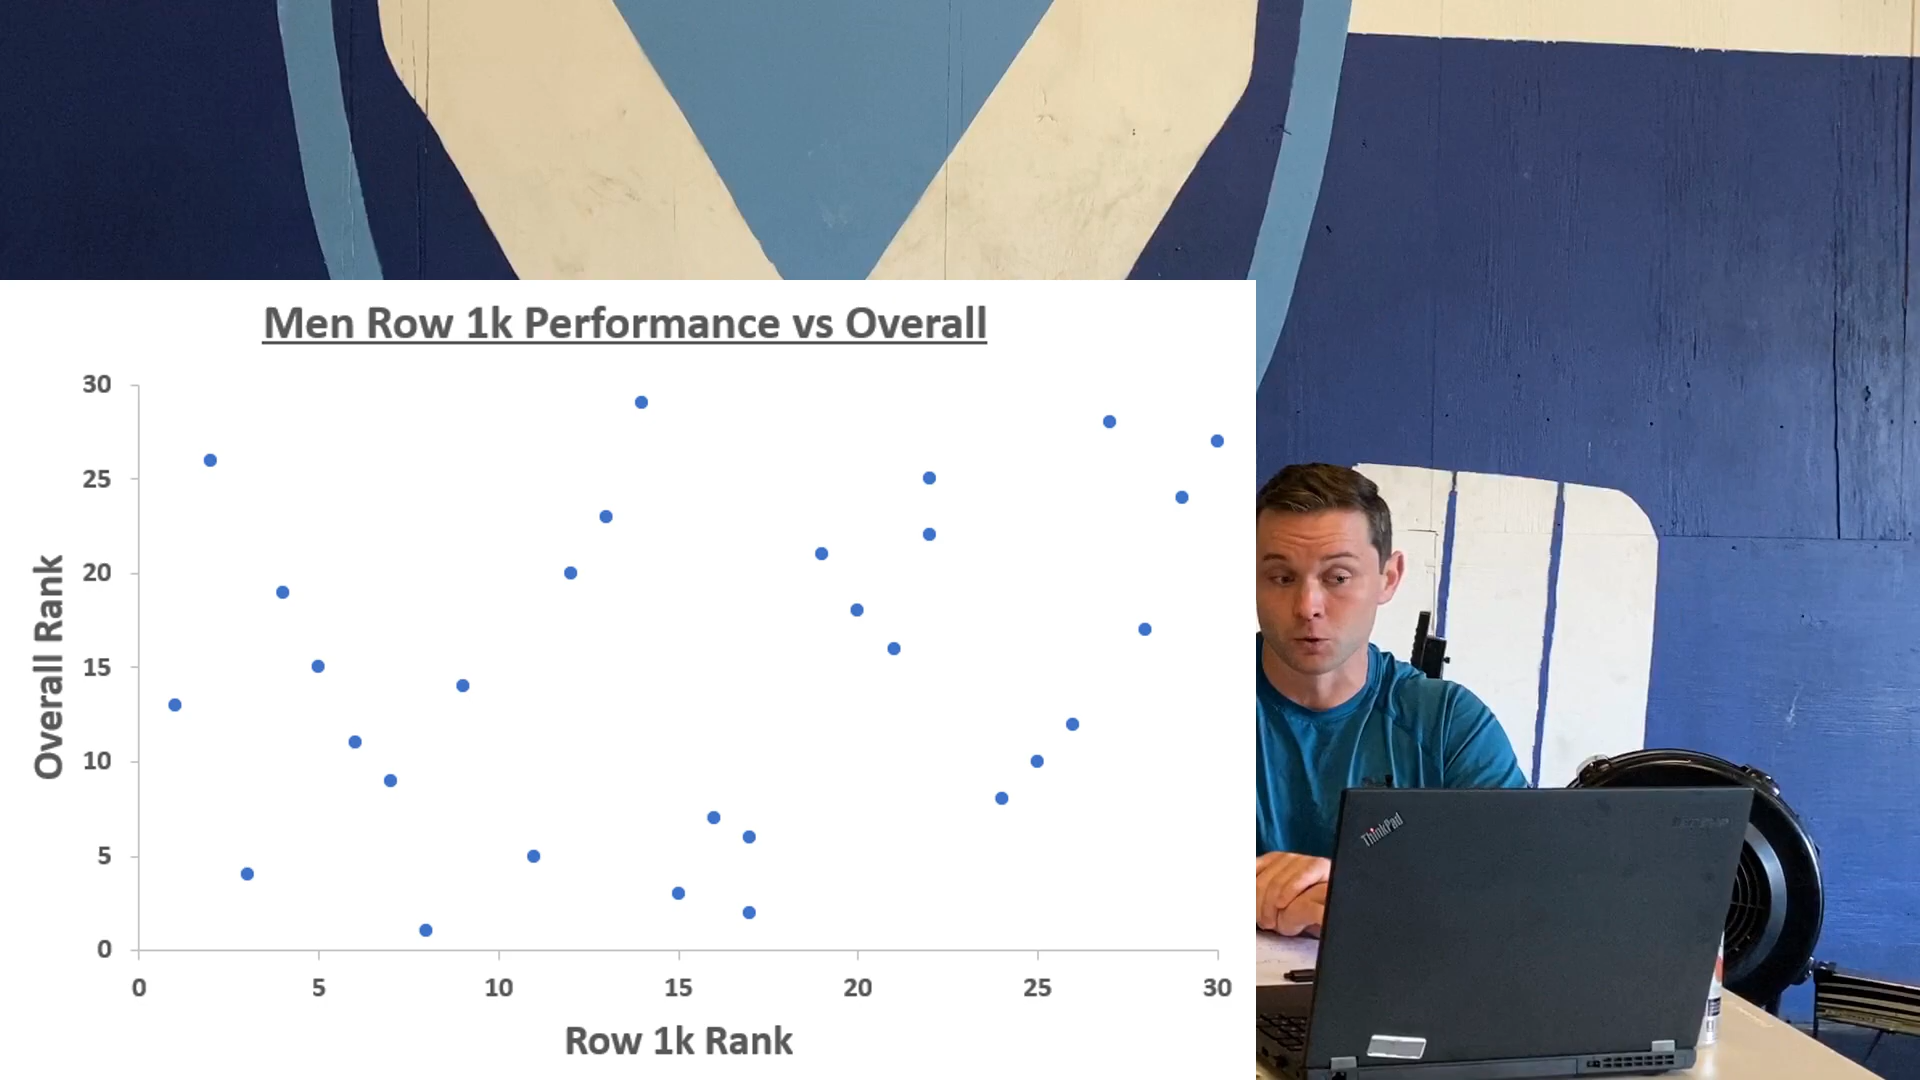 Men Row 1k Performance vs Overall
30
25
20
15
10
5
0
Overall Rank
0 5 10 15 20 25 30
Row 1k Rank
ThinkPad